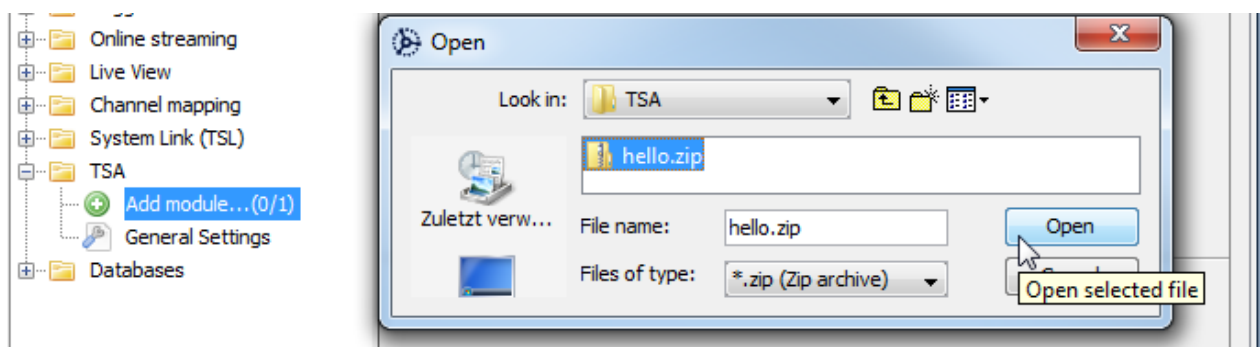 Online streaming
Live View
Channel mapping
System Link (TSL)
TSA
Add module...(0/1)
General Settings
Databases
Open
Look in:
TSA
hello.zip
Zuletzt verw...
File name:
hello.zip
Open
Files of type:
*.zip (Zip archive)
Open selected file